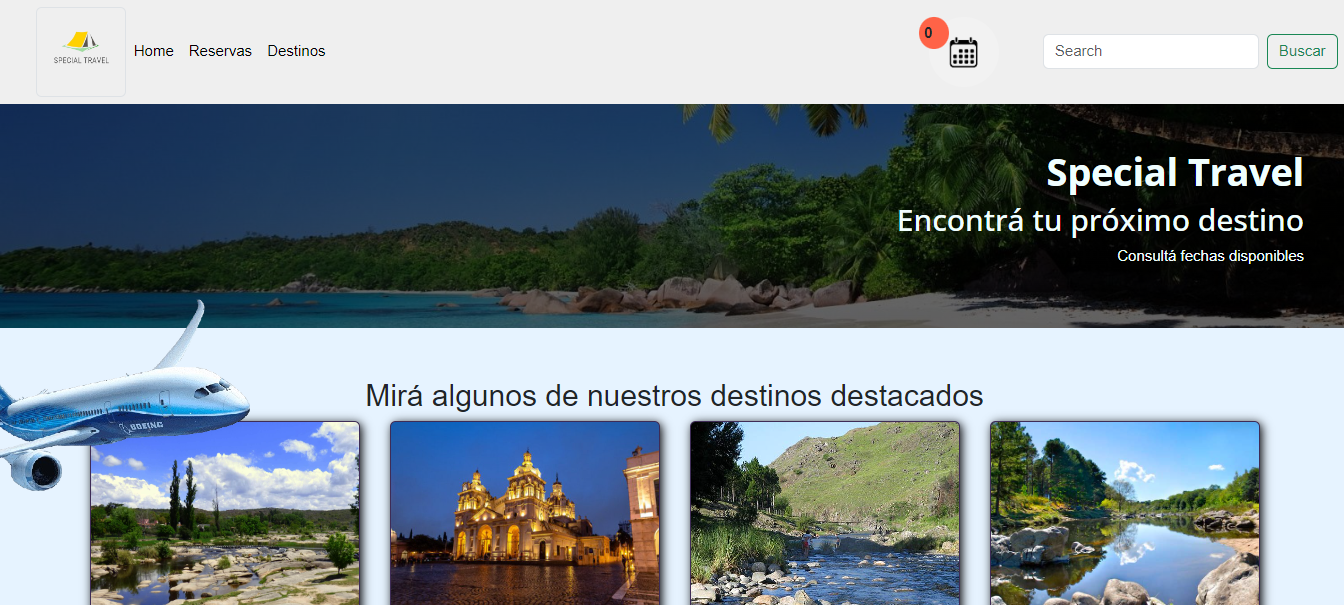 SPECIAL TRAVEL
Home Reservas Destinos
0
Search
Buscar
Special Travel
Encontrá tu próximo destino
Consultá fechas disponibles
BOEING
Mirá algunos de nuestros destinos destacados